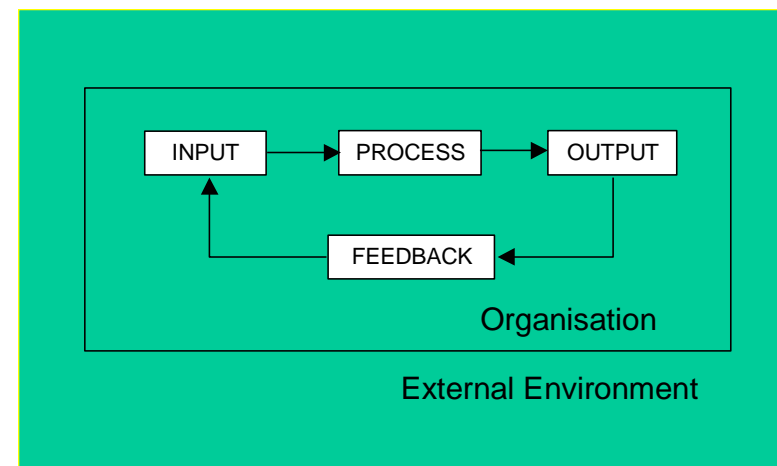 INPUT
PROCESS
OUTPUT
FEEDBACK
Organisation
External Environment